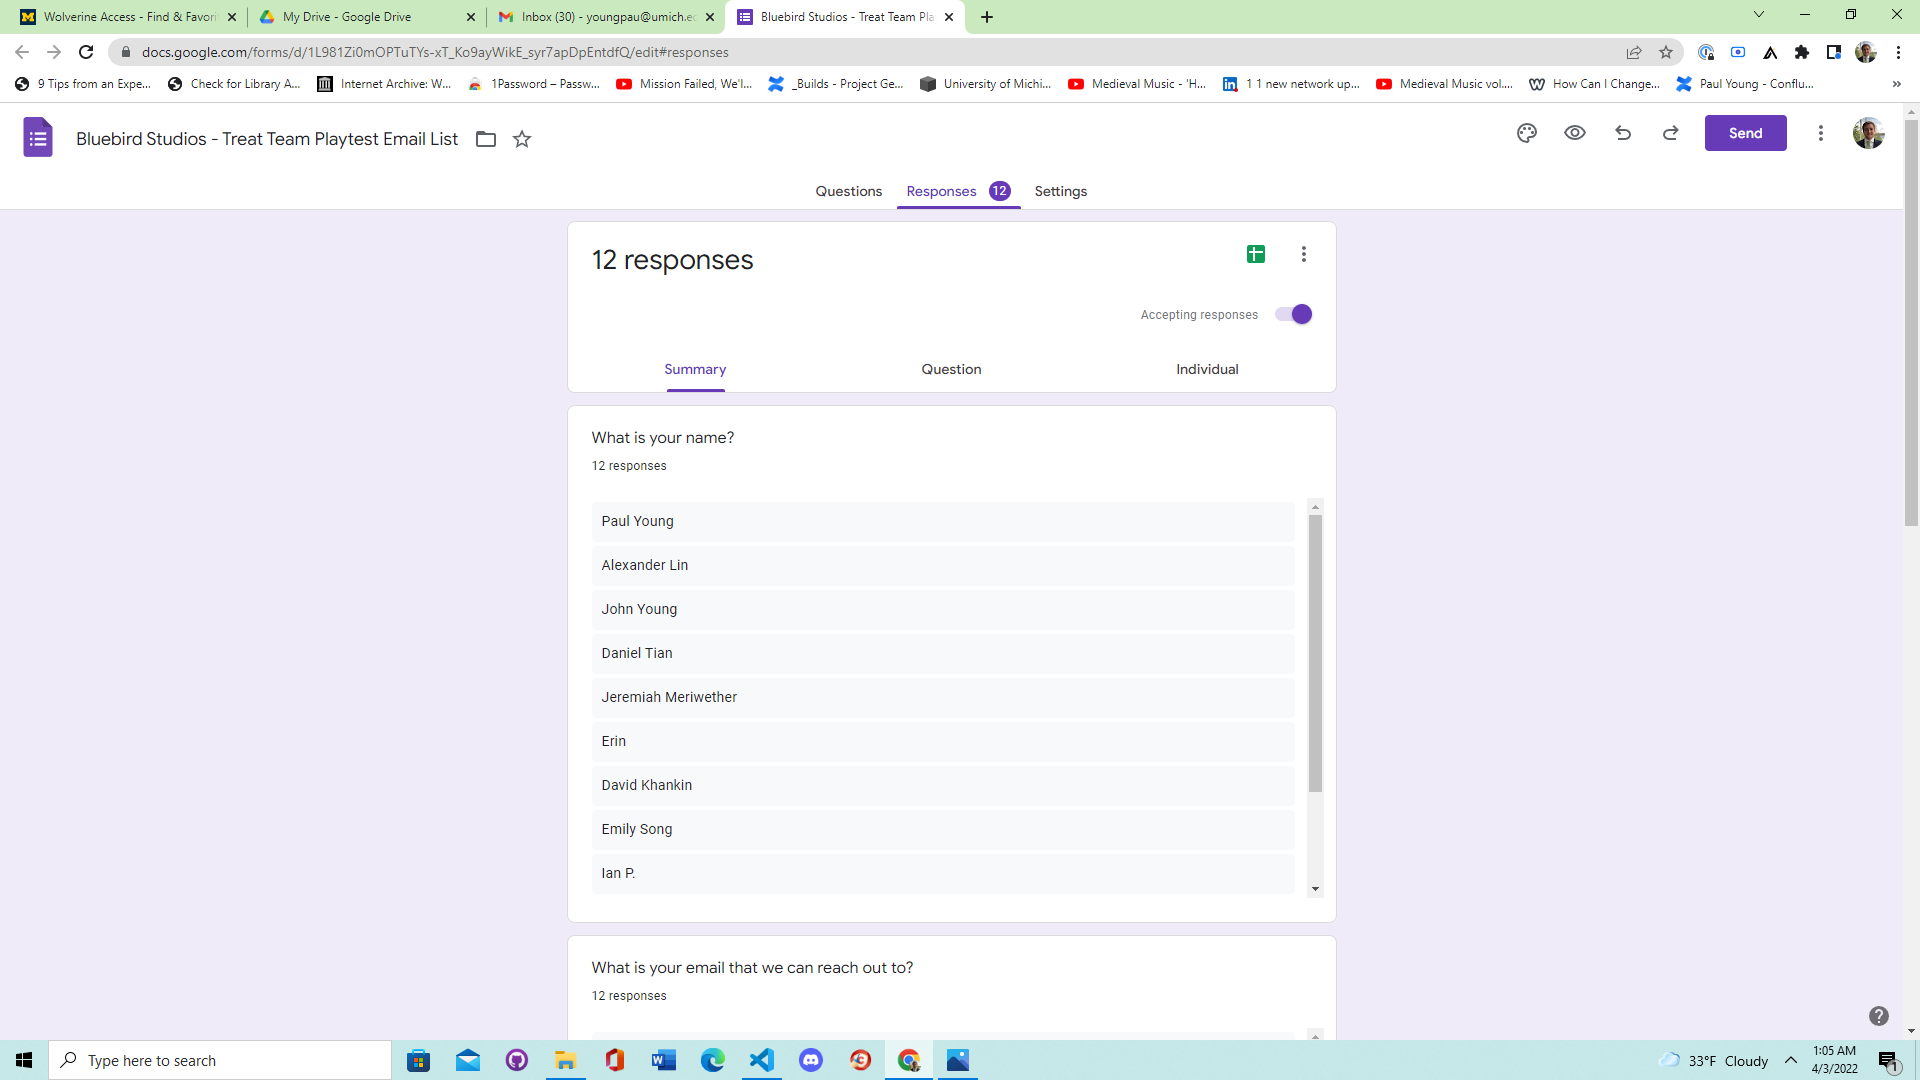 Wolverine Access - Find & Favori
My Drive - Google Drive
Inbox (30) - youngpau@umich.ec
Bluebird Studios - Treat Team Pla
docs.google.com/forms/d/1L981Zi0mOPTuTYs-xT_Ko9ayWikE_syr7apDpEntdfQ/edit#responses
9 Tips from an Expe...
Check for Library A...
Internet Archive: W...
1Password – Passw...
Mission Failed, We'l...
_Builds - Project Ge...
University of Michi...
Medieval Music - 'H...
1 1 new network up...
Medieval Music vol....
How Can I Change...
Paul Young - Conflu...
»
Bluebird Studios - Treat Team Playtest Email List
Send
Questions
Responses 12
Settings
12 responses
Accepting responses
Summary
Question
Individual
What is your name?
12 responses
Paul Young
Alexander Lin
John Young
Daniel Tian
Jeremiah Meriwether
Erin
David Khankin
Emily Song
Ian P.
What is your email that we can reach out to?
12 responses
Type here to search
33°F Cloudy
1:05 AM
4/3/2022
1